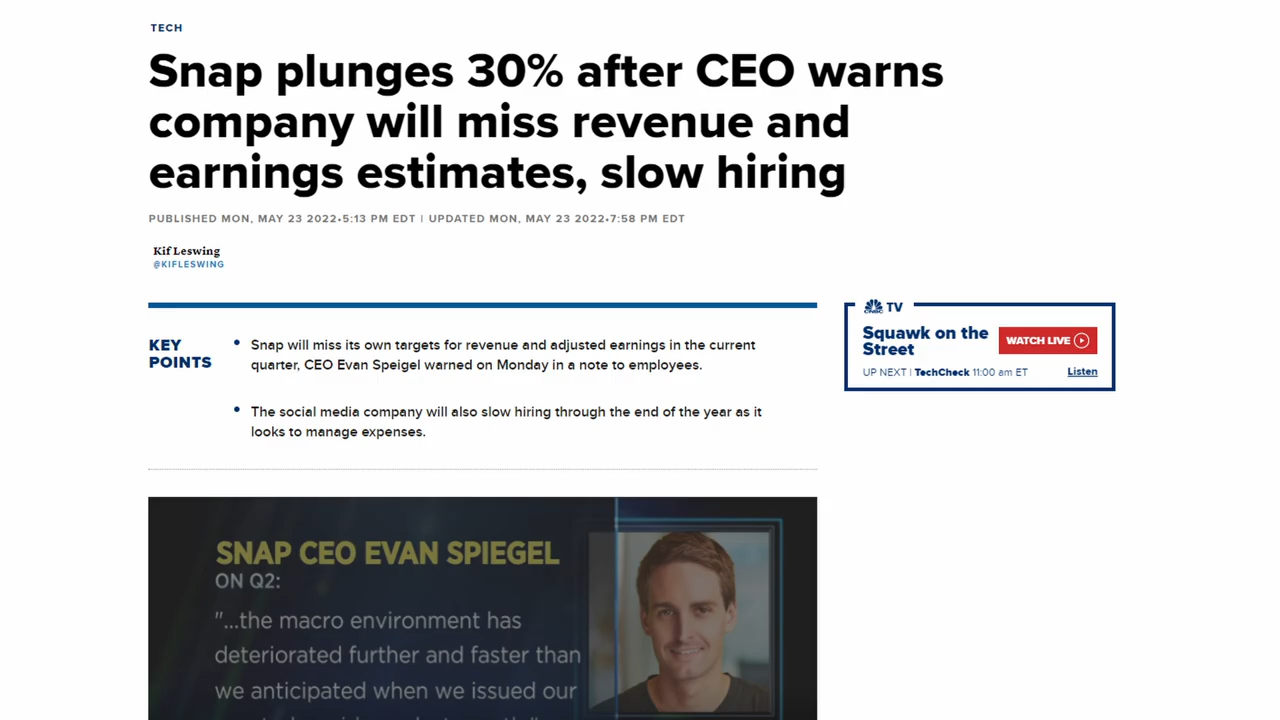 TECH
Snap plunges 30% after CEO warns
company will miss revenue and
earnings estimates, slow hiring
PUBLISHED MON, MAY 23 2022•5:13 PM EDT | UPDATED MON, MAY 23 2022•7:58 PM EDT
Kif Leswing
@KIFLESWING
KEY
POINTS
• Snap will miss its own targets for revenue and adjusted earnings in the current
quarter, CEO Evan Speigel warned on Monday in a note to employees.
• The social media company will also slow hiring through the end of the year as it
looks to manage expenses.
CNBC TV
Squawk on the
Street
WATCH LIVE
UP NEXT | TechCheck 11:00 am ET
Listen
SNAP CEO EVAN SPIEGEL
ON Q2:
"...the macro environment has
deteriorated further and faster than
we anticipated when we issued our